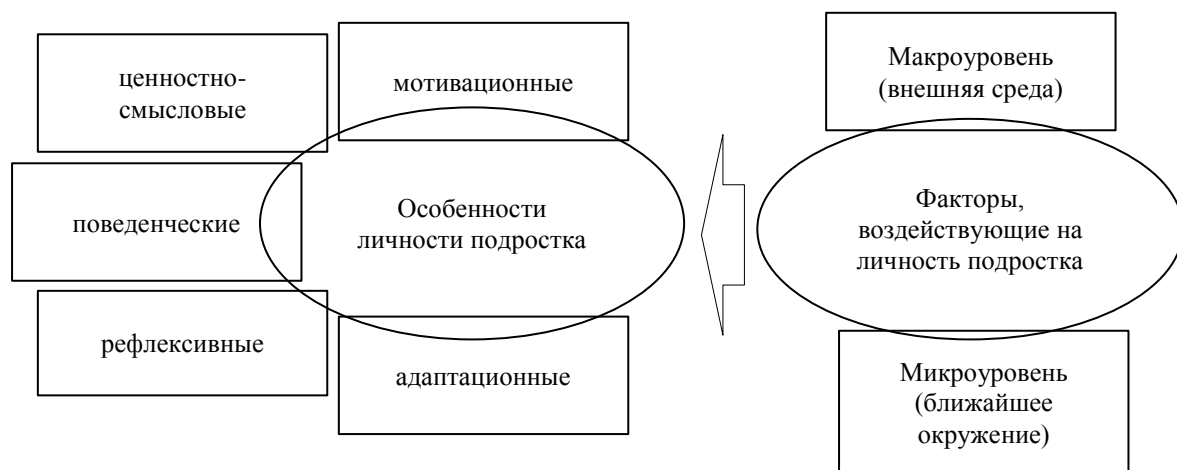 ценностно-
смысловые
мотивационные
поведенческие
Особенности
личности подростка
рефлексивные
адаптационные
Макроуровень
(внешняя среда)
Факторы,
воздействующие на
личность подростка
Микроуровень
(ближайшее
окружение)